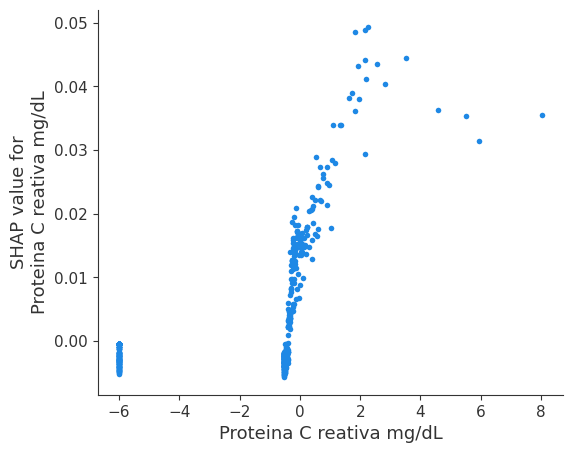 0.05
0.04
0.03
0.02
0.01
0.00
SHAP value for
Proteina C reativa mg/dL
−6 −4 −2 0 2 4 6 8
Proteina C reativa mg/dL